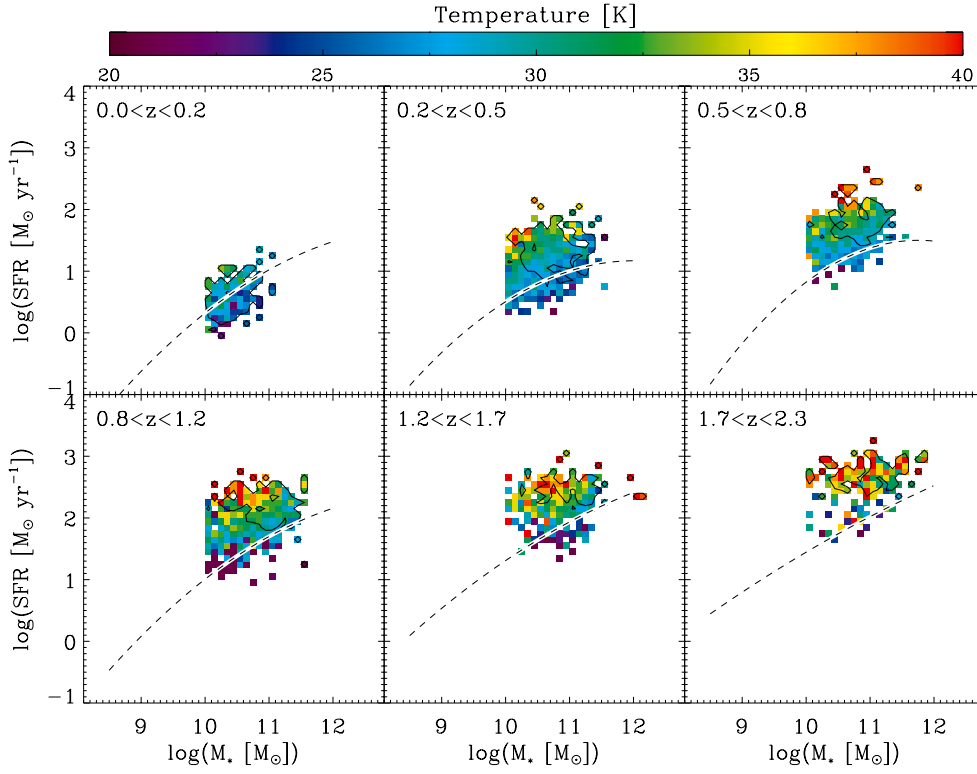 Temperature [K]
20 25 30 35 40
4
3
2
1
0
−1
log(SFR [M⊙ yr⁻¹])
0.0<z<0.2
0.2<z<0.5
0.5<z<0.8
4
3
2
1
0
−1
log(SFR [M⊙ yr⁻¹])
0.8<z<1.2
1.2<z<1.7
1.7<z<2.3
9 10 11 12 9 10 11 12 9 10 11 12
log(M* [M⊙]) log(M* [M⊙]) log(M* [M⊙])